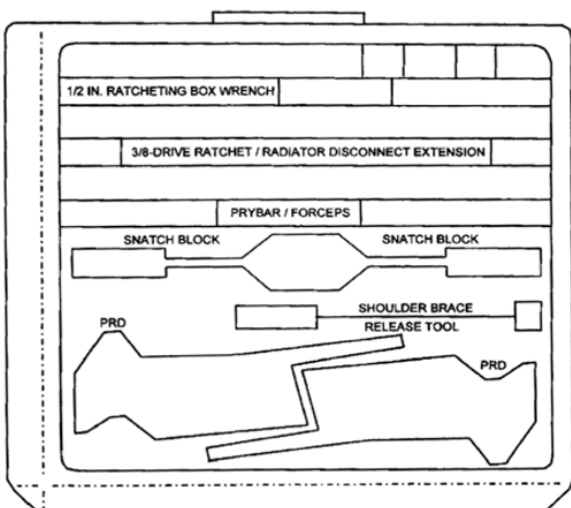 1/2 IN. RATCHETING BOX WRENCH
3/8-DRIVE RATCHET / RADIATOR DISCONNECT EXTENSION
PRYBAR / FORCEPS
SNATCH BLOCK
SNATCH BLOCK
SHOULDER BRACE
RELEASE TOOL
PRD
PRD